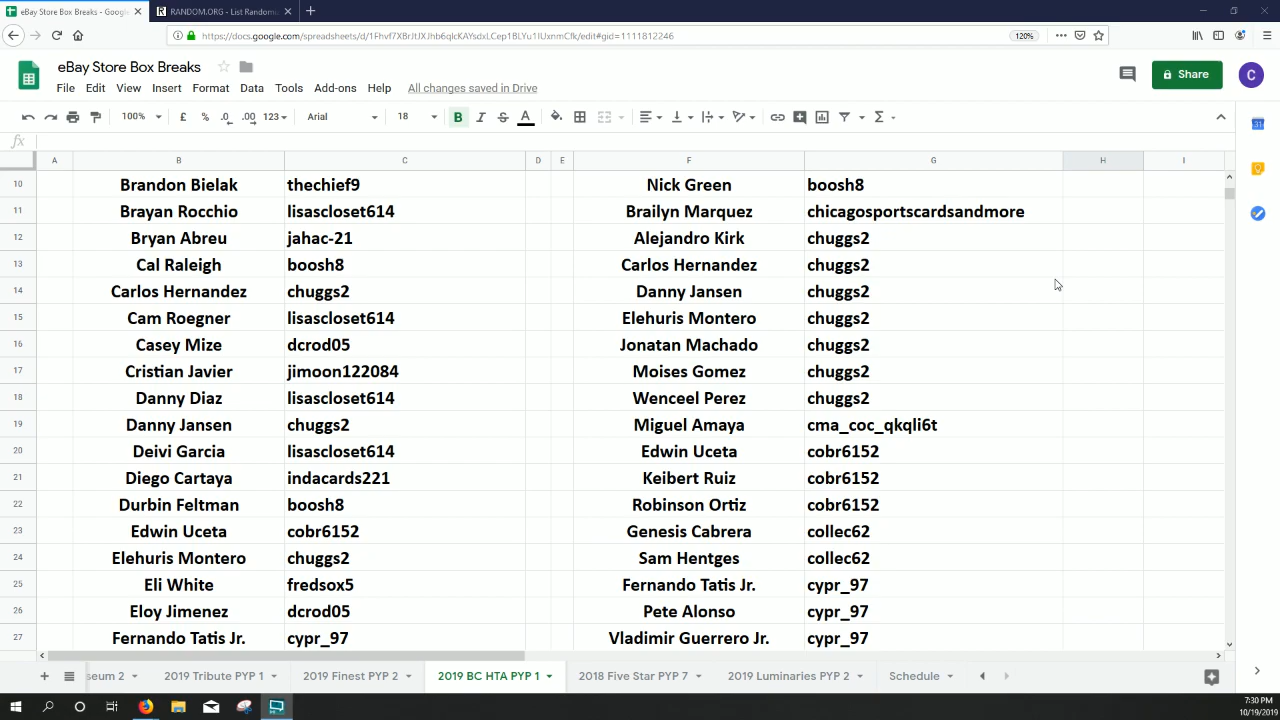 eBay Store Box Breaks - Google
RANDOM.ORG - List Randomi
120%
eBay Store Box Breaks
File Edit View Insert Format Data Tools Add-ons Help All changes saved in Drive
Share
C
100% £ % .0 .00 123 Arial 18 B I S A
fx
A B C D E F G H I
10 Brandon Bielak thechief9 Nick Green boosh8
11 Brayan Rocchio lisascloset614 Brailyn Marquez chicagosportscardsandmore
12 Bryan Abreu jahac-21 Alejandro Kirk chuggs2
13 Cal Raleigh boosh8 Carlos Hernandez chuggs2
14 Carlos Hernandez chuggs2 Danny Jansen chuggs2
15 Cam Roegner lisascloset614 Elehuris Montero chuggs2
16 Casey Mize dcrod05 Jonatan Machado chuggs2
17 Cristian Javier jimoon122084 Moises Gomez chuggs2
18 Danny Diaz lisascloset614 Wenceel Perez chuggs2
19 Danny Jansen chuggs2 Miguel Amaya cma_coc_qkqli6t
20 Deivi Garcia lisascloset614 Edwin Uceta cobr6152
21 Diego Cartaya indacards221 Keibert Ruiz cobr6152
22 Durbin Feltman boosh8 Robinson Ortiz cobr6152
23 Edwin Uceta cobr6152 Genesis Cabrera collec62
24 Elehuris Montero chuggs2 Sam Hentges collec62
25 Eli White fredsox5 Fernando Tatis Jr. cypr_97
26 Eloy Jimenez dcrod05 Pete Alonso cypr_97
27 Fernando Tatis Jr. cypr_97 Vladimir Guerrero Jr. cypr_97
seum 2 2019 Tribute PYP 1 2019 Finest PYP 2 2019 BC HTA PYP 1 2018 Five Star PYP 7 2019 Luminaries PYP 2 Schedule
7:30 PM
10/19/2019